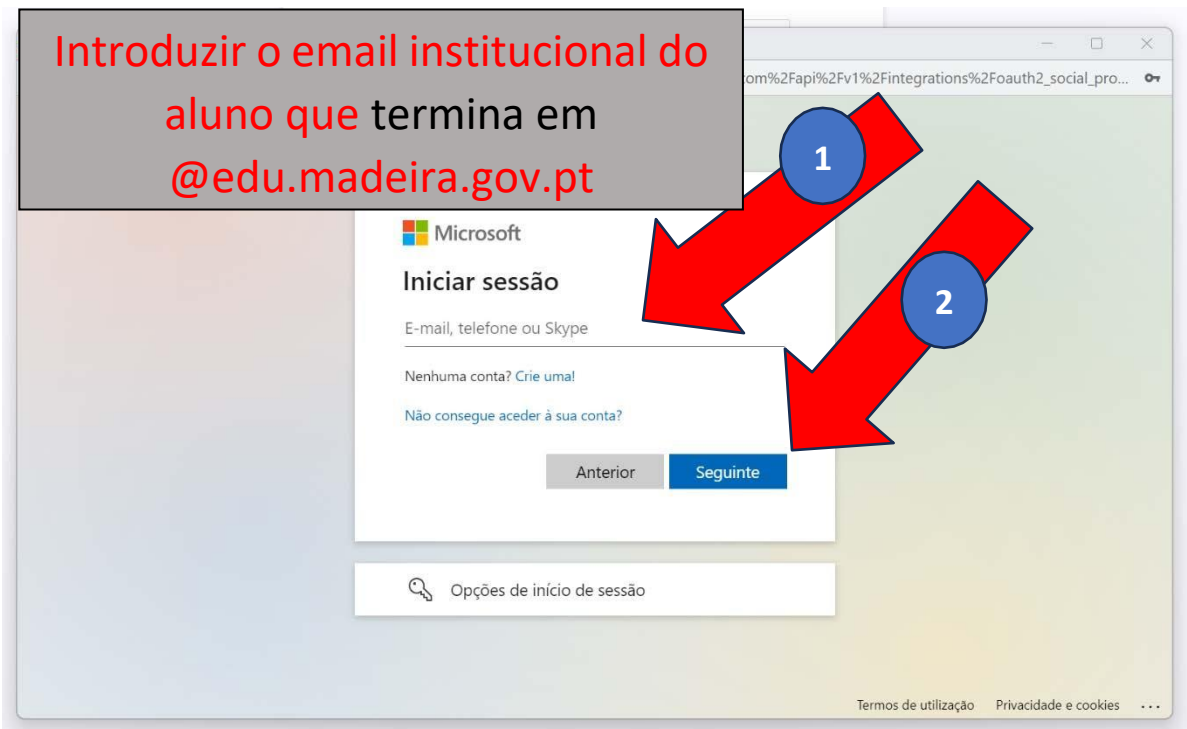 Introduzir o email institucional do
aluno que termina em
@edu.madeira.gov.pt
om%2Fapi%2Fv1%2Fintegrations%2Foauth2_social_pro...
1
2
Microsoft
Iniciar sessão
E-mail, telefone ou Skype
Nenhuma conta? Crie uma!
Não consegue aceder à sua conta?
Anterior Seguinte
Opções de início de sessão
Termos de utilização Privacidade e cookies ...